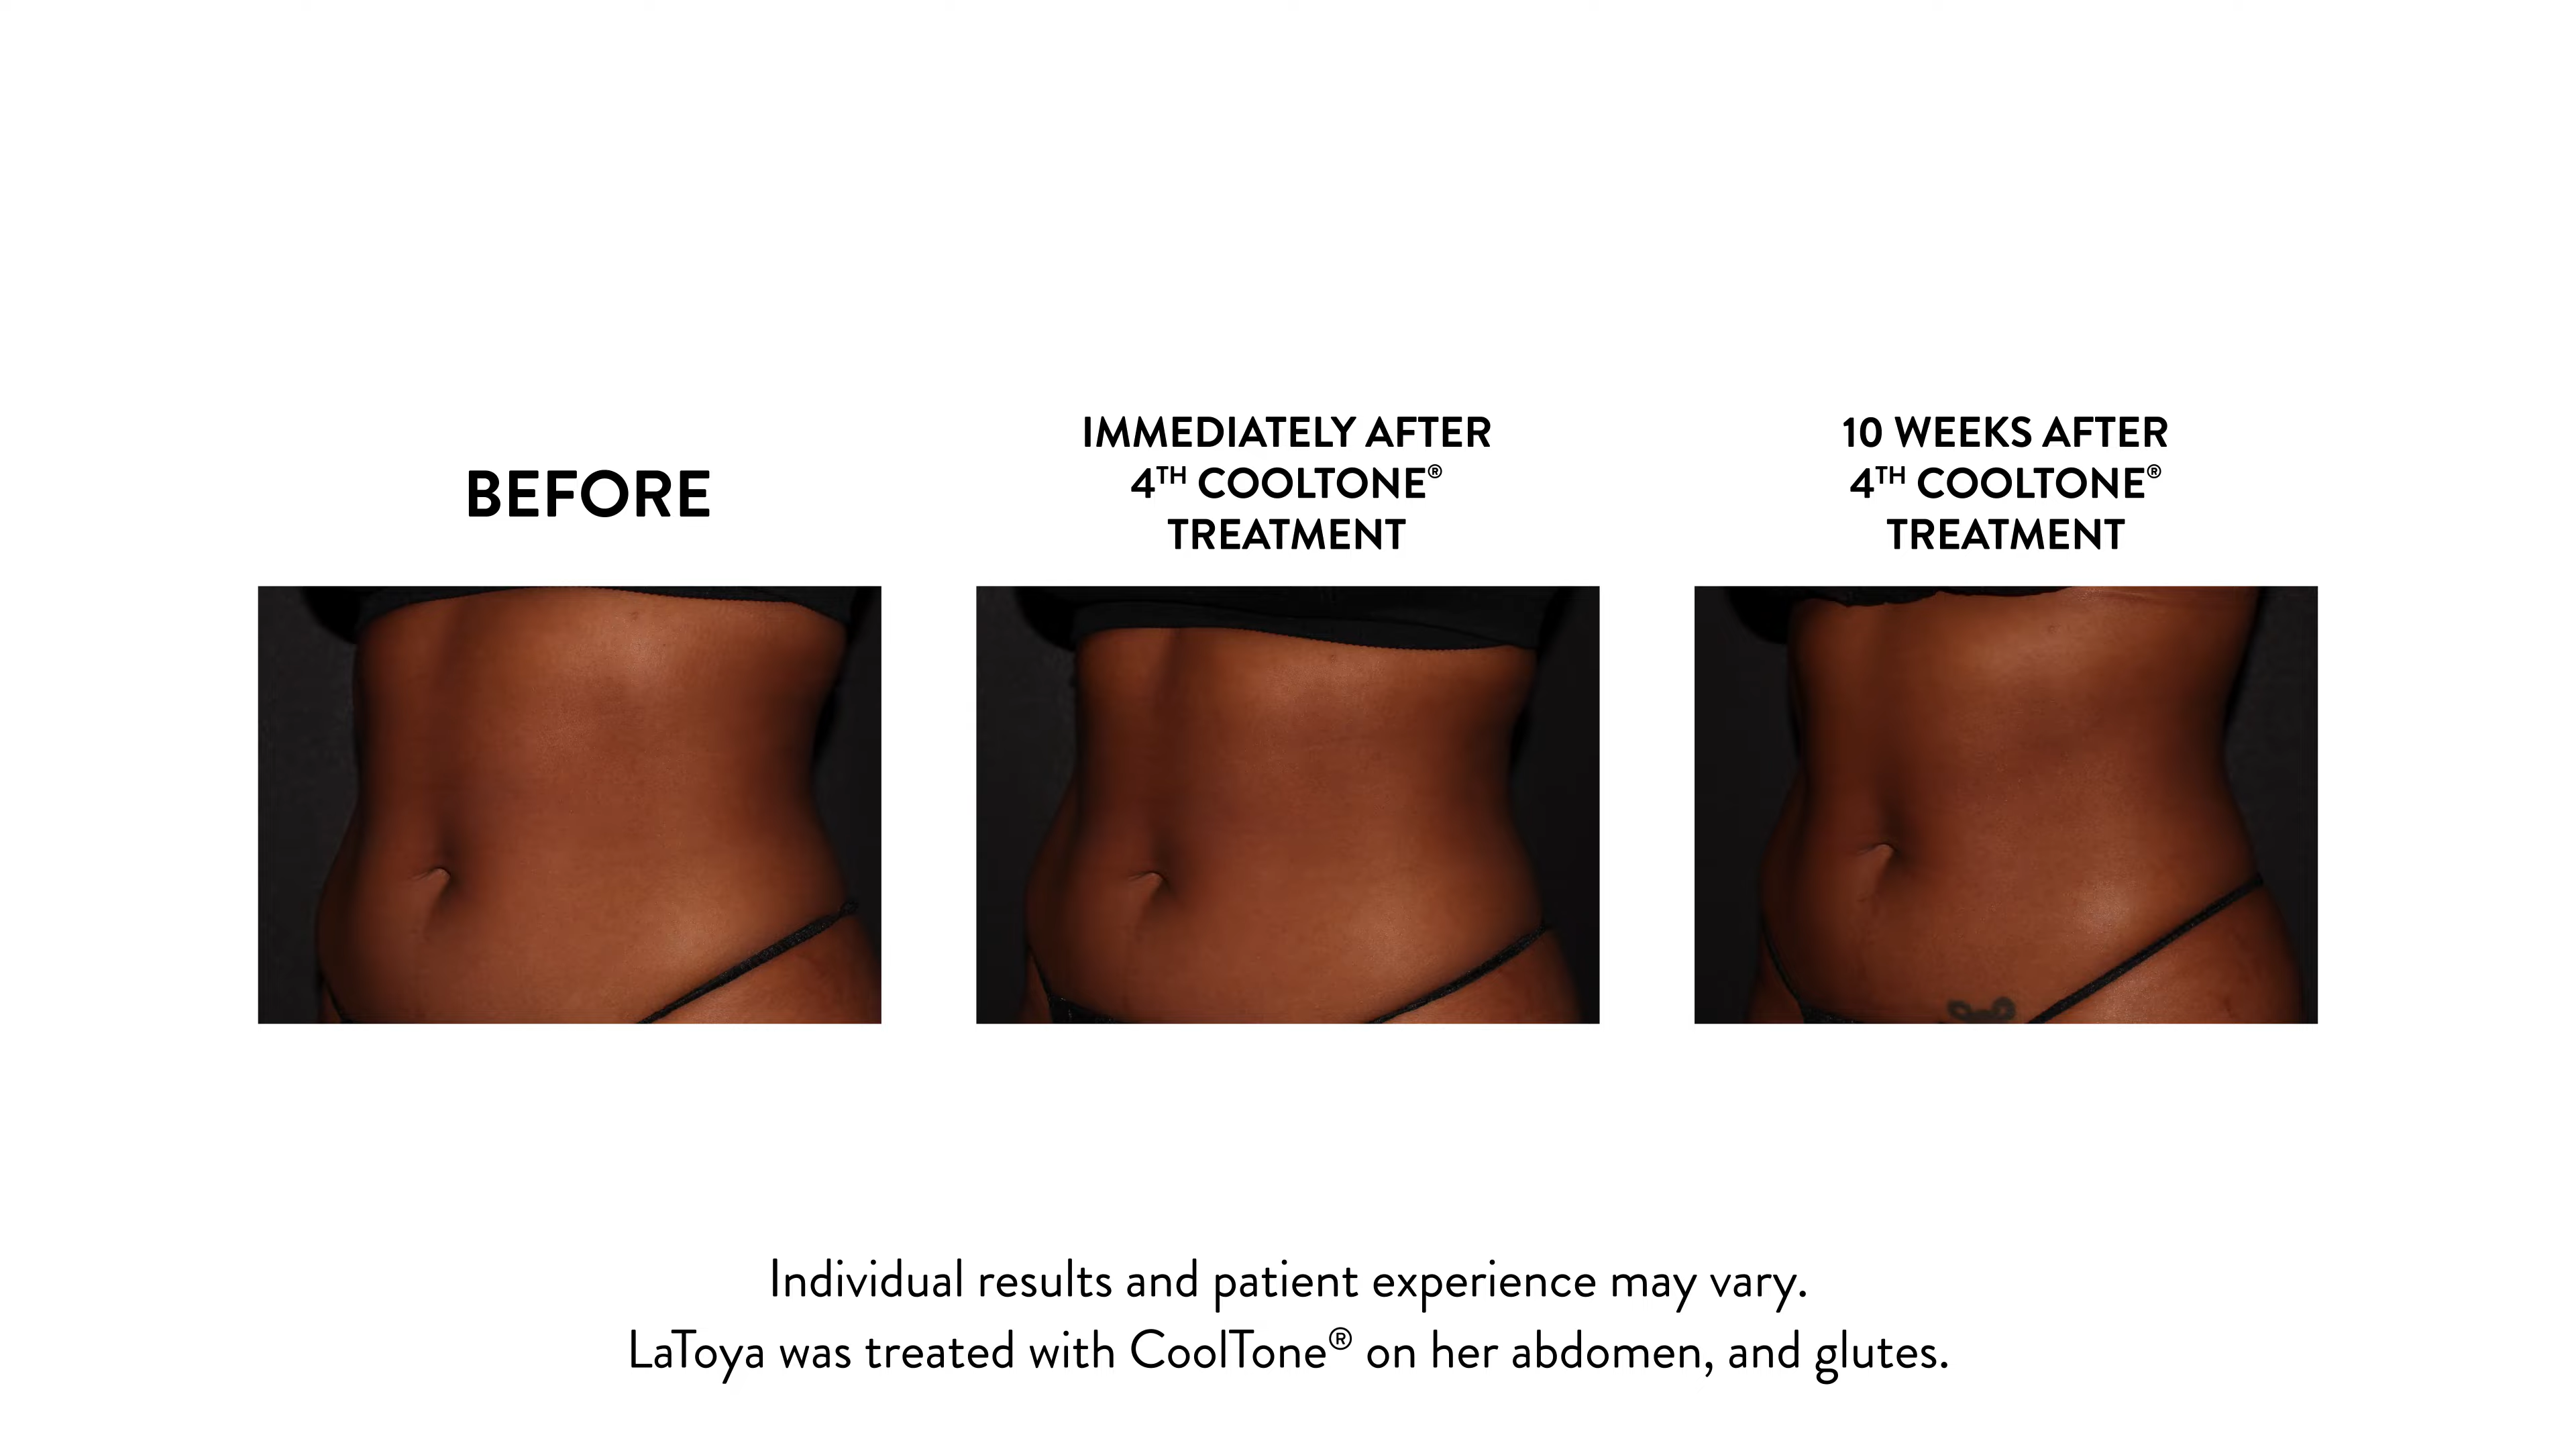 BEFORE
IMMEDIATELY AFTER
4TH COOLTONE®
TREATMENT
10 WEEKS AFTER
4TH COOLTONE®
TREATMENT
Individual results and patient experience may vary.
LaToya was treated with CoolTone® on her abdomen, and glutes.